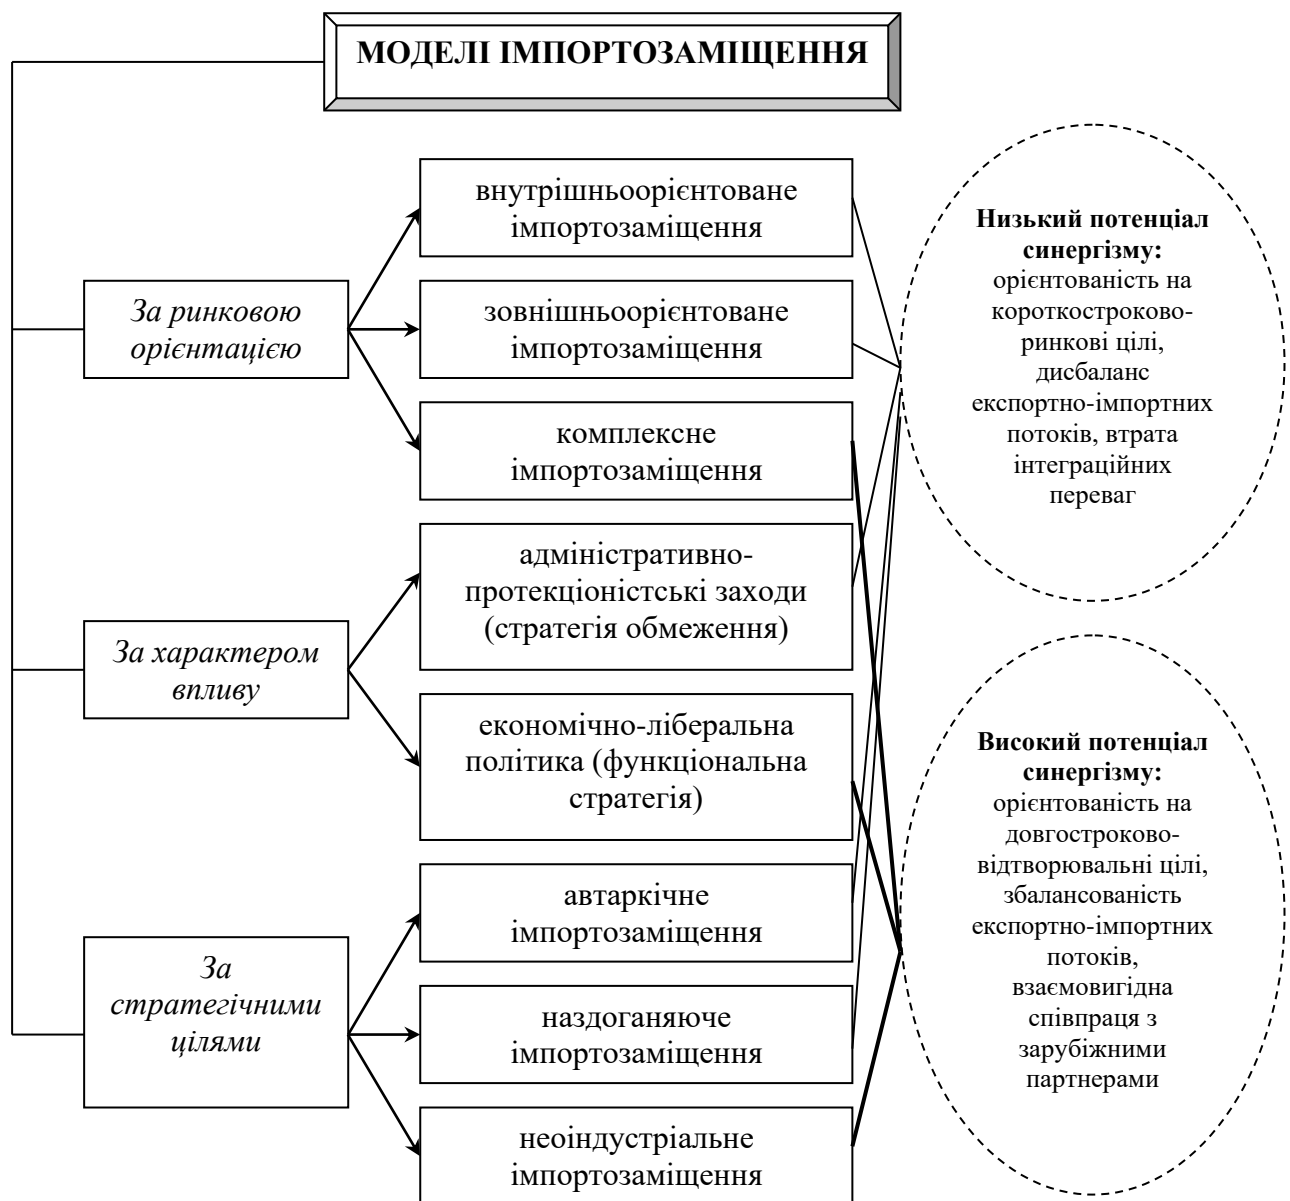 МОДЕЛІ ІМПОРТОЗАМІЩЕННЯ
За ринковою
орієнтацією
внутрішньоорієнтоване
імпортозаміщення
зовнішньоорієнтоване
імпортозаміщення
комплексне
імпортозаміщення
За характером
впливу
адміністративно-
протекціоністські заходи
(стратегія обмеження)
економічно-ліберальна
політика (функціональна
стратегія)
За
стратегічними
цілями
автаркічне
імпортозаміщення
наздоганяюче
імпортозаміщення
неоіндустріальне
імпортозаміщення
Низький потенціал
синергізму:
орієнтованість на
короткостроково-
ринкові цілі,
дисбаланс
експортно-імпортних
потоків, втрата
інтеграційних
переваг
Високий потенціал
синергізму:
орієнтованість на
довгостроково-
відтворювальні цілі,
збалансованість
експортно-імпортних
потоків,
взаємовигідна
співпраця з
зарубіжними
партнерами